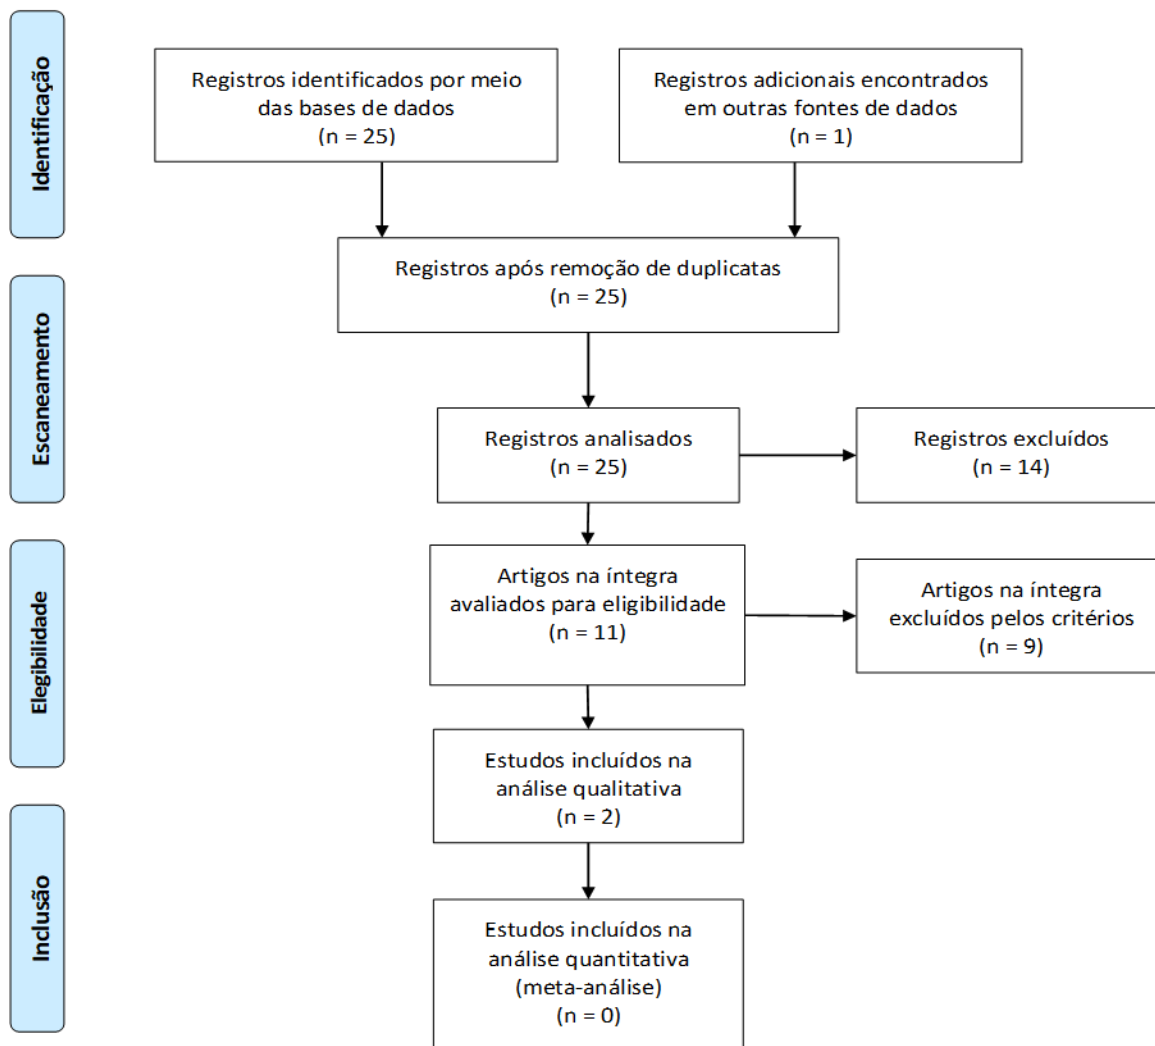 Identificação
Registros identificados por meio
das bases de dados
(n = 25)
Registros adicionais encontrados
em outras fontes de dados
(n = 1)
Registros após remoção de duplicatas
(n = 25)
Escaneamento
Registros analisados
(n = 25)
Registros excluídos
(n = 14)
Elegibilidade
Artigos na íntegra
avaliados para eligibilidade
(n = 11)
Artigos na íntegra
excluídos pelos critérios
(n = 9)
Estudos incluídos na
análise qualitativa
(n = 2)
Inclusão
Estudos incluídos na
análise quantitativa
(meta-análise)
(n = 0)